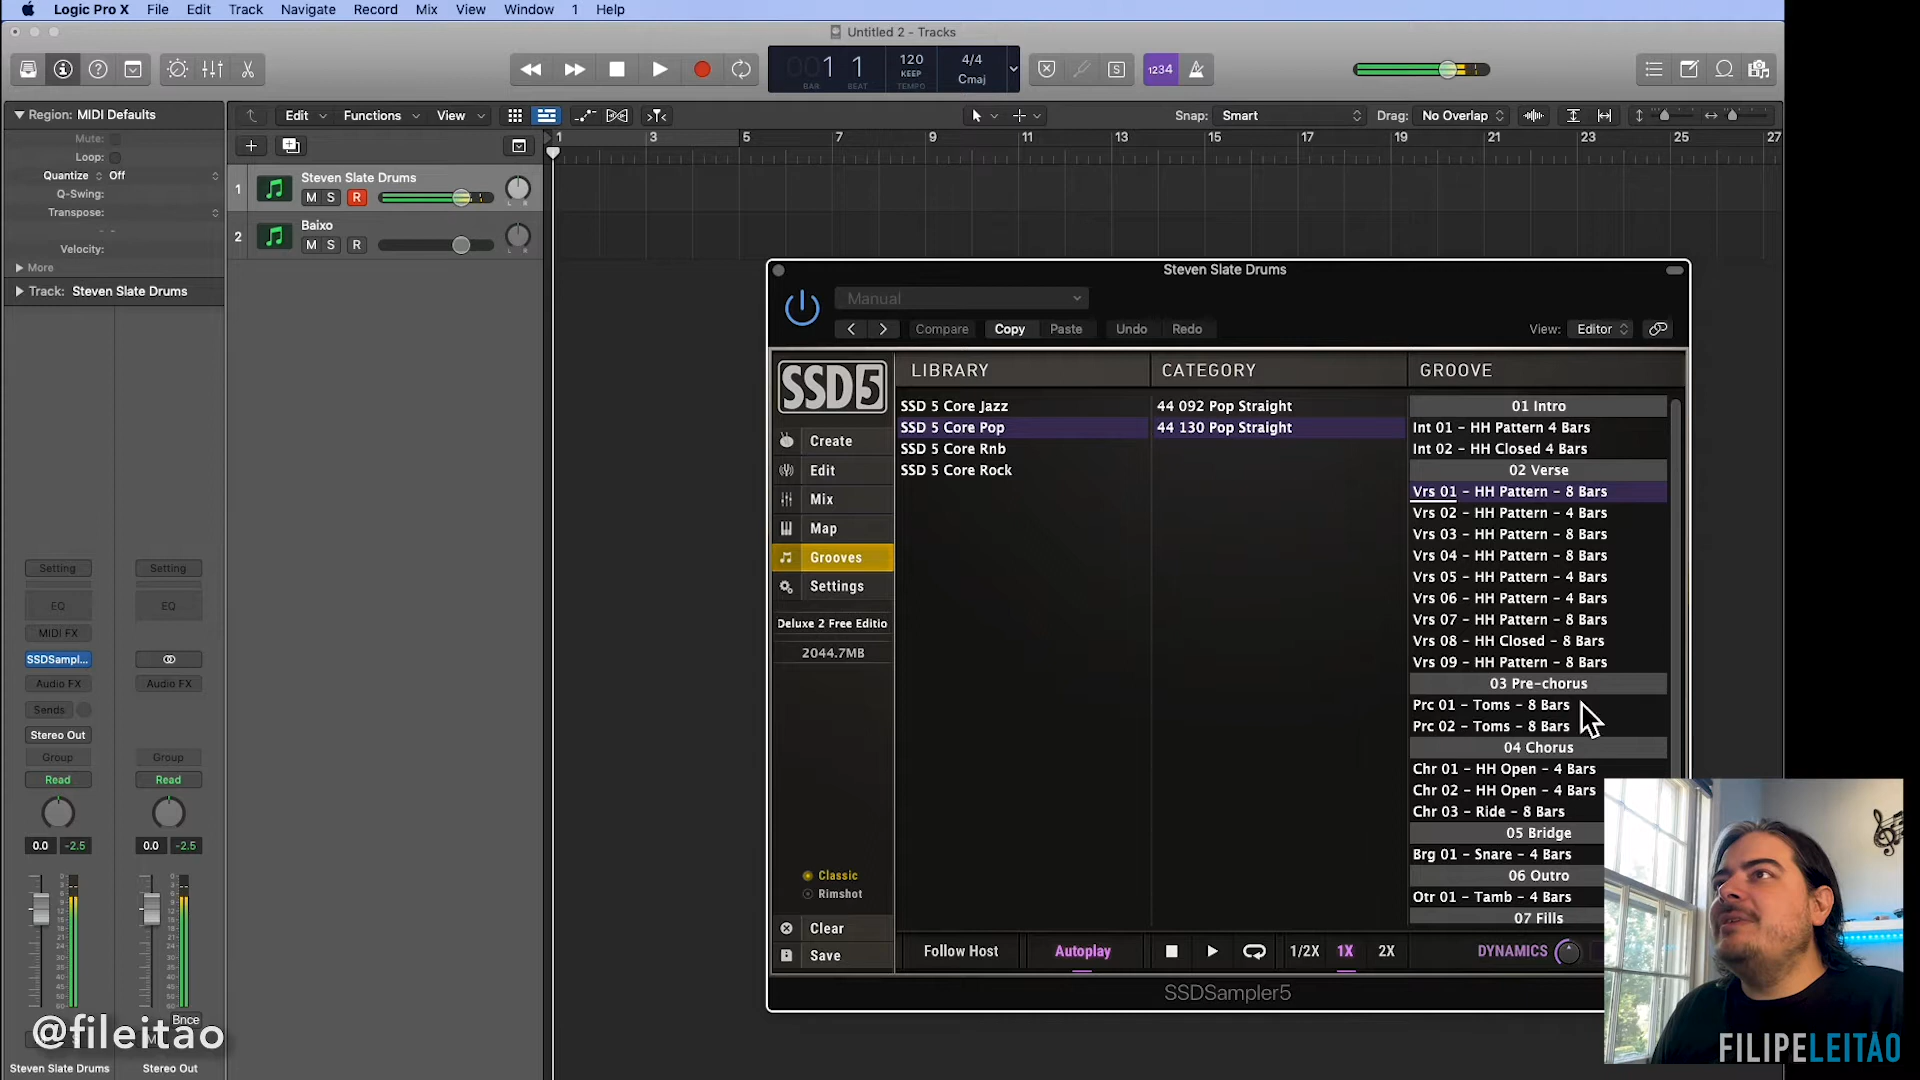 Logic Pro X File Edit Track Record Navigate Mix View Window 1 Help
Untitled 2 - Tracks
001 1 120 4/4
KEEP Cmaj
BAR BEAT TEMPO
S 1234
Region: MIDI Defaults
Edit Functions View
Snap: Smart Drag: No Overlap
Mute:
Loop:
Quantize Off
Q-Swing:
Transpose:
Velocity:
More
Track: Steven Slate Drums
1 3 5 7 9 11 13 15 17 19 21 23 25 27
1 Steven Slate Drums
M S R L R
2 Baixo
M S R L R
Steven Slate Drums
Manual
Compare Copy Paste Undo Redo
View: Editor
SSD5
Create
Edit
Mix
Map
Grooves
Settings
Deluxe 2 Free Editio
2044.7MB
Classic
Rimshot
Clear
Save
LIBRARY
SSD 5 Core Jazz
SSD 5 Core Pop
SSD 5 Core Rnb
SSD 5 Core Rock
CATEGORY
44 092 Pop Straight
44 130 Pop Straight
GROOVE
01 Intro
Int 01 - HH Pattern 4 Bars
Int 02 - HH Closed 4 Bars
02 Verse
Vrs 01 - HH Pattern - 8 Bars
Vrs 02 - HH Pattern - 4 Bars
Vrs 03 - HH Pattern - 8 Bars
Vrs 04 - HH Pattern - 8 Bars
Vrs 05 - HH Pattern - 4 Bars
Vrs 06 - HH Pattern - 4 Bars
Vrs 07 - HH Pattern - 8 Bars
Vrs 08 - HH Closed - 8 Bars
Vrs 09 - HH Pattern - 8 Bars
03 Pre-chorus
Prc 01 - Toms - 8 Bars
Prc 02 - Toms - 8 Bars
04 Chorus
Chr 01 - HH Open - 4 Bars
Chr 02 - HH Open - 4 Bars
Chr 03 - Ride - 8 Bars
05 Bridge
Brg 01 - Snare - 4 Bars
06 Outro
Otr 01 - Tamb - 4 Bars
07 Fills
Follow Host Autoplay 1/2X 1X 2X DYNAMICS
SSDSampler5
Setting Setting
EQ EQ
MIDI FX
SSDSampl...
Audio FX Audio FX
Sends
Stereo Out
Group Group
Read Read
0.0 -2.5 0.0 -2.5
Bnce
@fileitao
Steven Slate Drums Stereo Out
FILIPELEITÃO